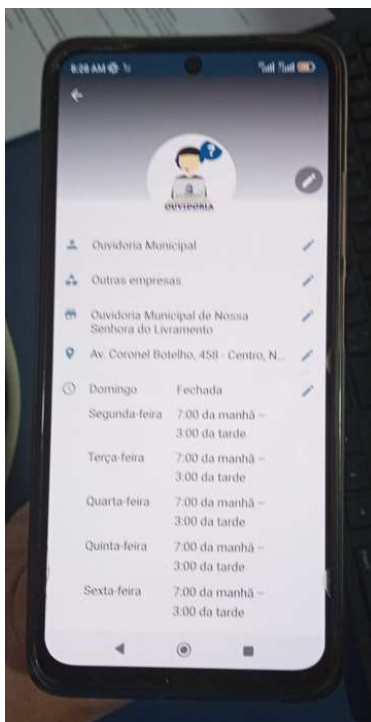 8:28 AM
?
OUVIDORIA
Ouvidoria Municipal
Outras empresas
Ouvidoria Municipal de Nossa
Senhora do Livramento
Av. Coronel Botelho, 458 - Centro, N...
Domingo Fechada
Segunda-feira 7:00 da manhã –
3:00 da tarde
Terça-feira 7:00 da manhã –
3:00 da tarde
Quarta-feira 7:00 da manhã –
3:00 da tarde
Quinta-feira 7:00 da manhã –
3:00 da tarde
Sexta-feira 7:00 da manhã –
3:00 da tarde